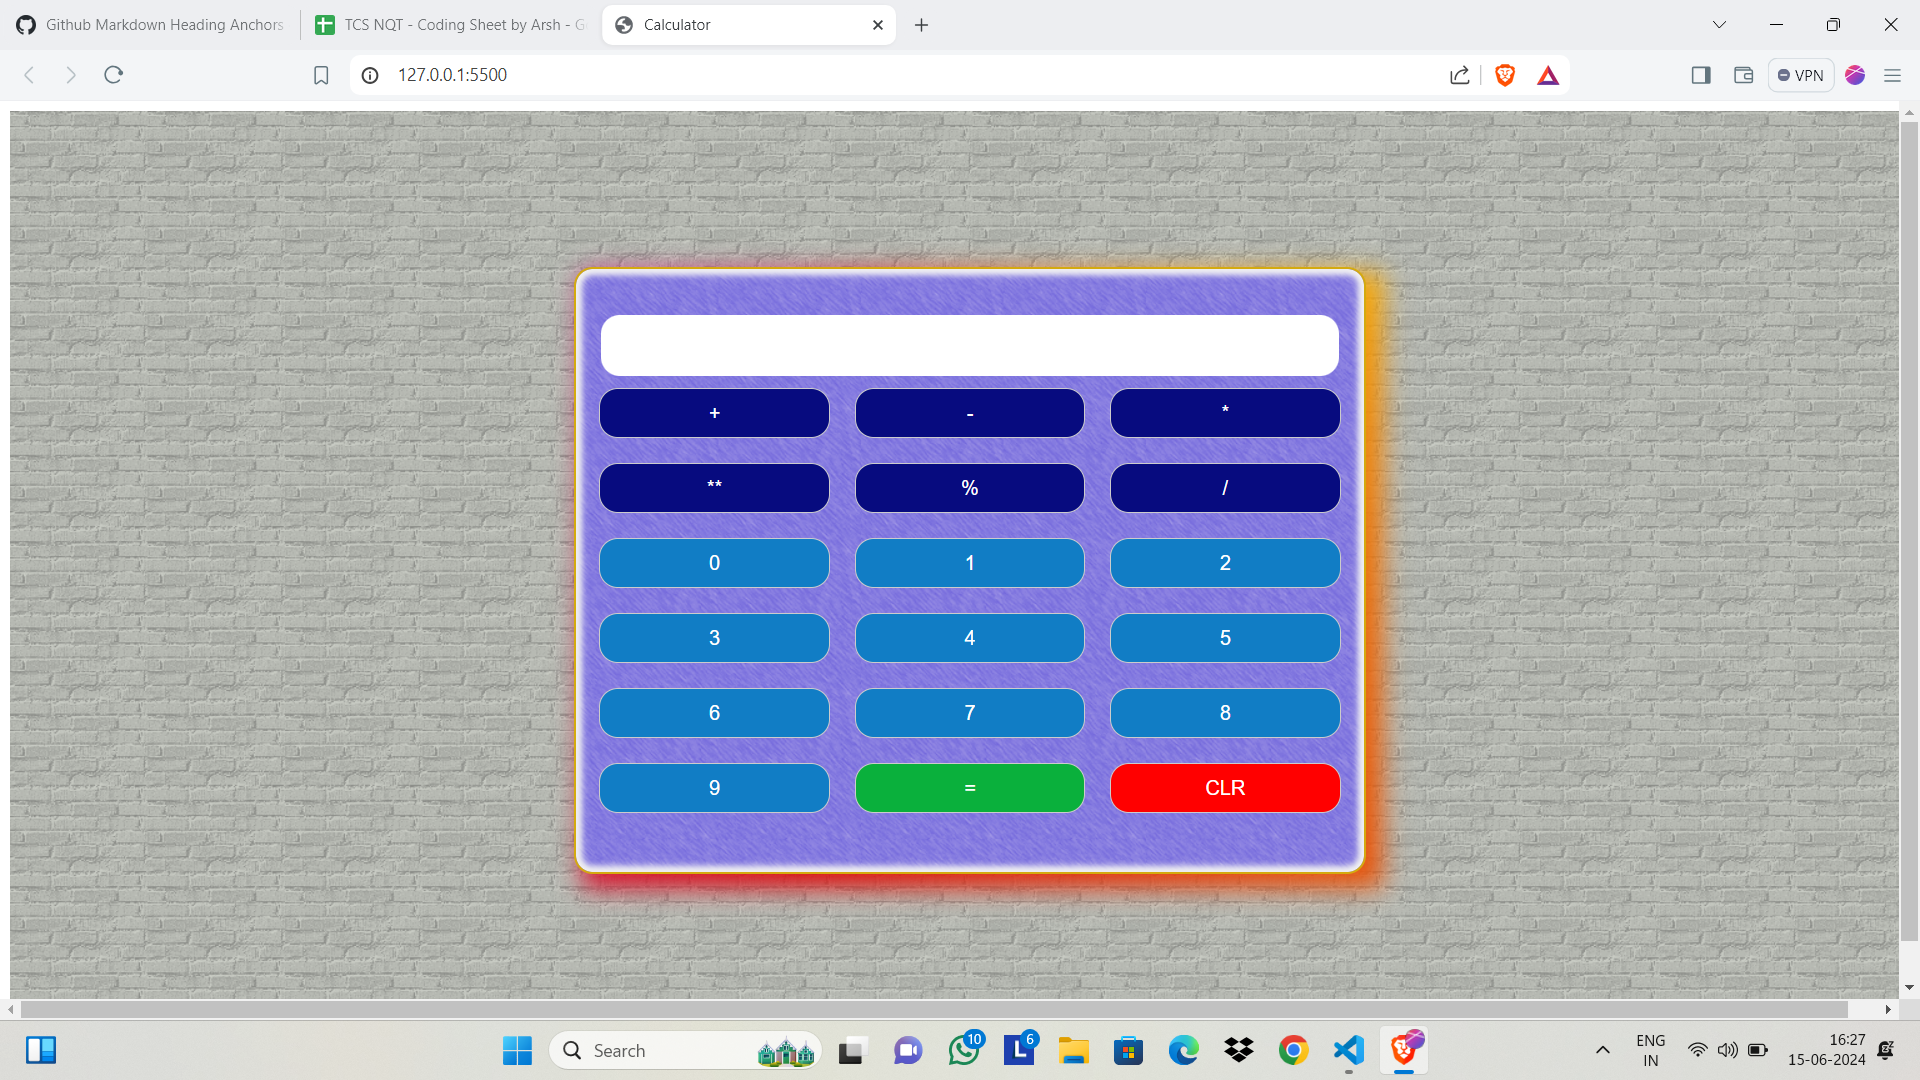 Github Markdown Heading Anchors
TCS NQT - Coding Sheet by Arsh - G
Calculator
127.0.0.1:5500
VPN
+ - *
** % /
0 1 2
3 4 5
6 7 8
9 = CLR
Search
10
6
ENG
IN
16:27
15-06-2024